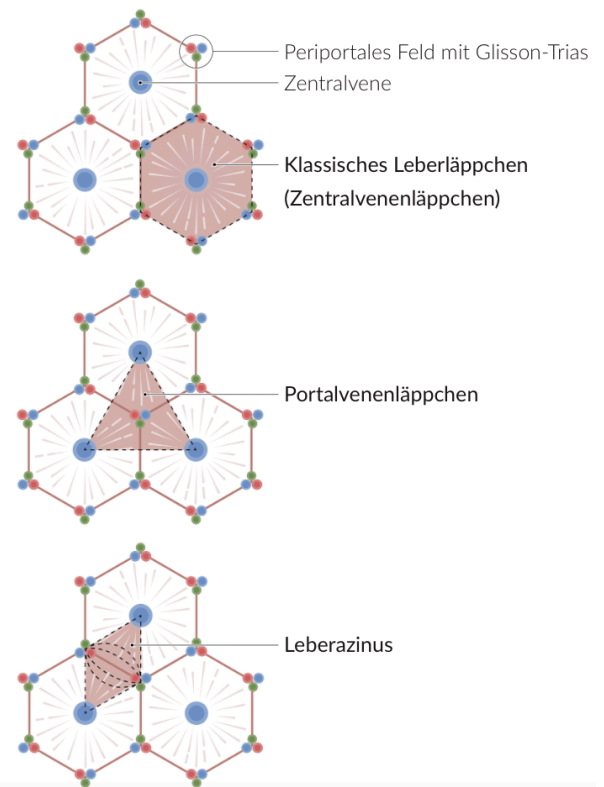 Periportales Feld mit Glisson-Trias
Zentralvene
Klassisches Leberläppchen
(Zentralvenenläppchen)
Portalvenenläppchen
Leberazinus